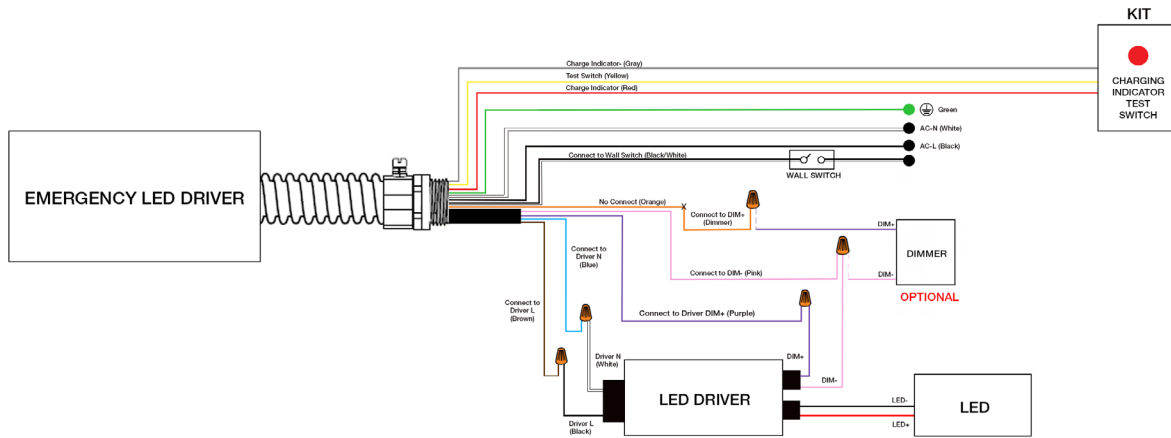 KIT
CHARGING
INDICATOR
TEST
SWITCH
Charge Indicator- (Gray)
Test Switch (Yellow)
Charge Indicator (Red)
Green
AC-N (White)
AC-L (Black)
Connect to Wall Switch (Black/White)
WALL SWITCH
EMERGENCY LED DRIVER
No Connect (Orange)
X
Connect to DIM+
(Dimmer)
DIM+
DIMMER
DIM-
OPTIONAL
Connect to DIM- (Pink)
Connect to
Driver N
(Blue)
Connect to
Driver L
(Brown)
Connect to Driver DIM+ (Purple)
Driver N
(White)
DIM+
DIM-
LED DRIVER
Driver L
(Black)
LED-
LED+
LED